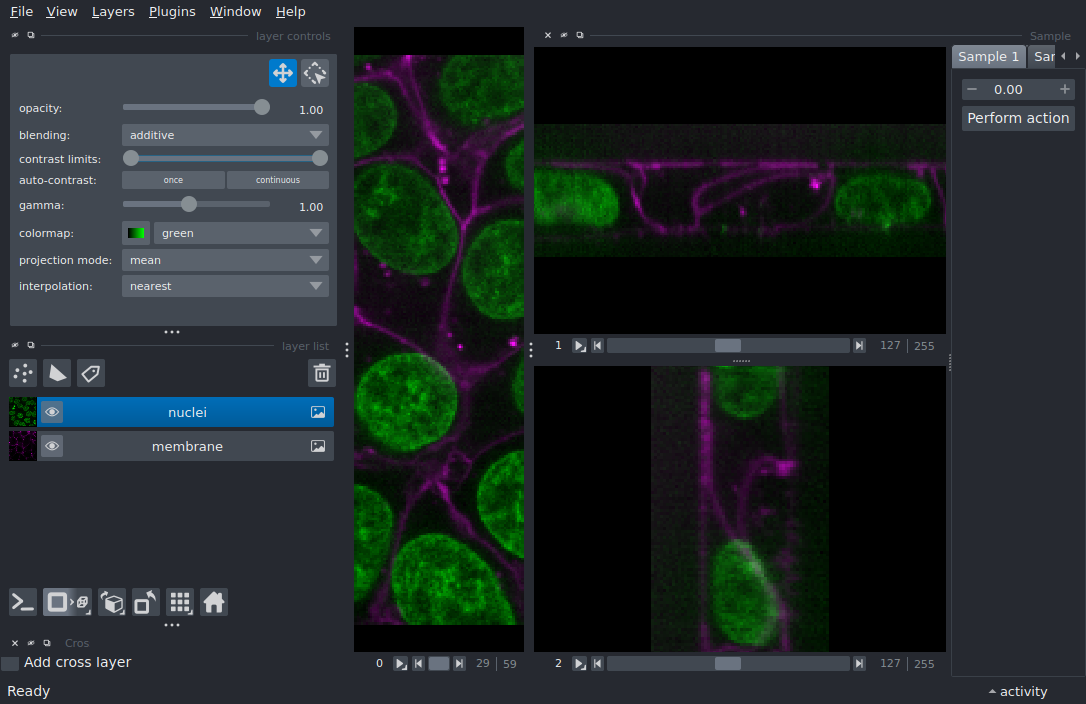 File View Layers Plugins Window Help
layer controls
opacity: 1.00
blending: additive
contrast limits:
auto-contrast: once continuous
gamma: 1.00
colormap: green
projection mode: mean
interpolation: nearest
layer list
nuclei
membrane
Cros
Add cross layer
0 29 59
1 127 255
2 127 255
Sample
Sample 1 Sar
0.00
Perform action
Ready
activity